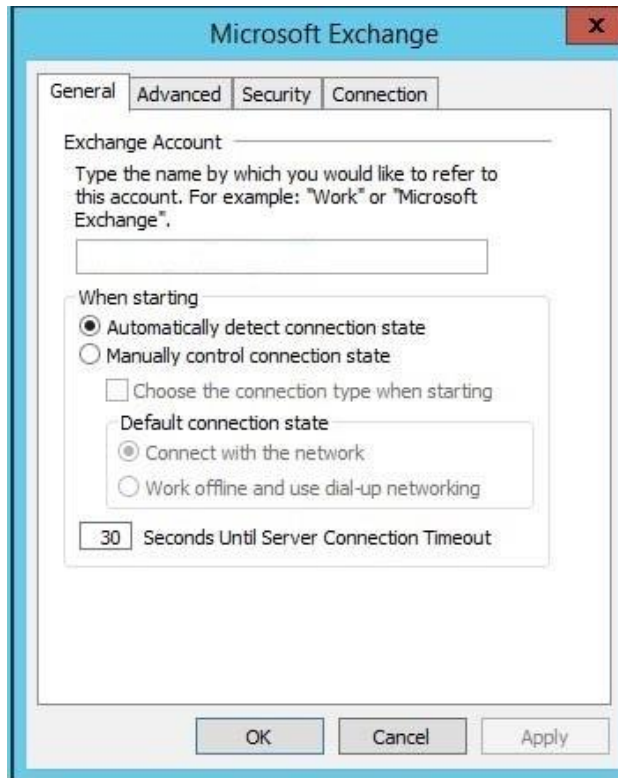 Microsoft Exchange
x
General Advanced Security Connection
Exchange Account
Type the name by which you would like to refer to
this account. For example: "Work" or "Microsoft
Exchange".
When starting
Automatically detect connection state
Manually control connection state
Choose the connection type when starting
Default connection state
Connect with the network
Work offline and use dial-up networking
30 Seconds Until Server Connection Timeout
OK Cancel Apply